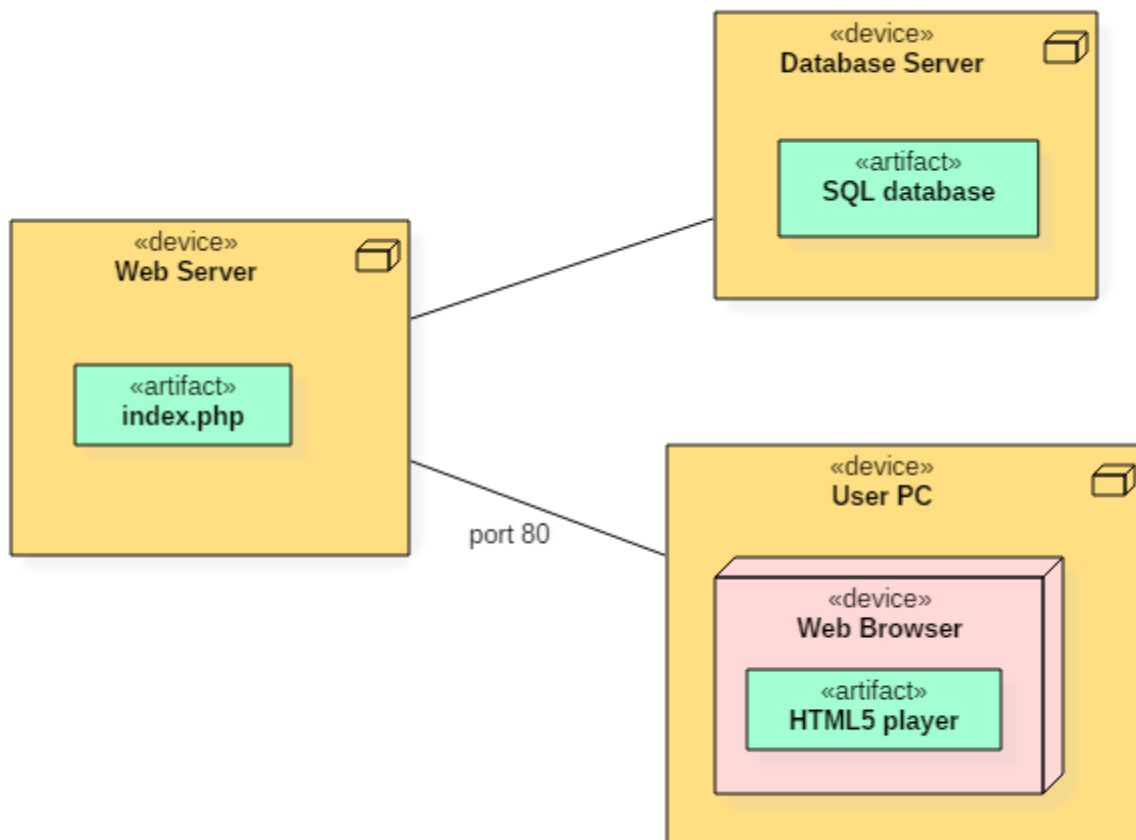 «device»
Database Server
«artifact»
SQL database
«device»
Web Server
«artifact»
index.php
port 80
«device»
User PC
«device»
Web Browser
«artifact»
HTML5 player